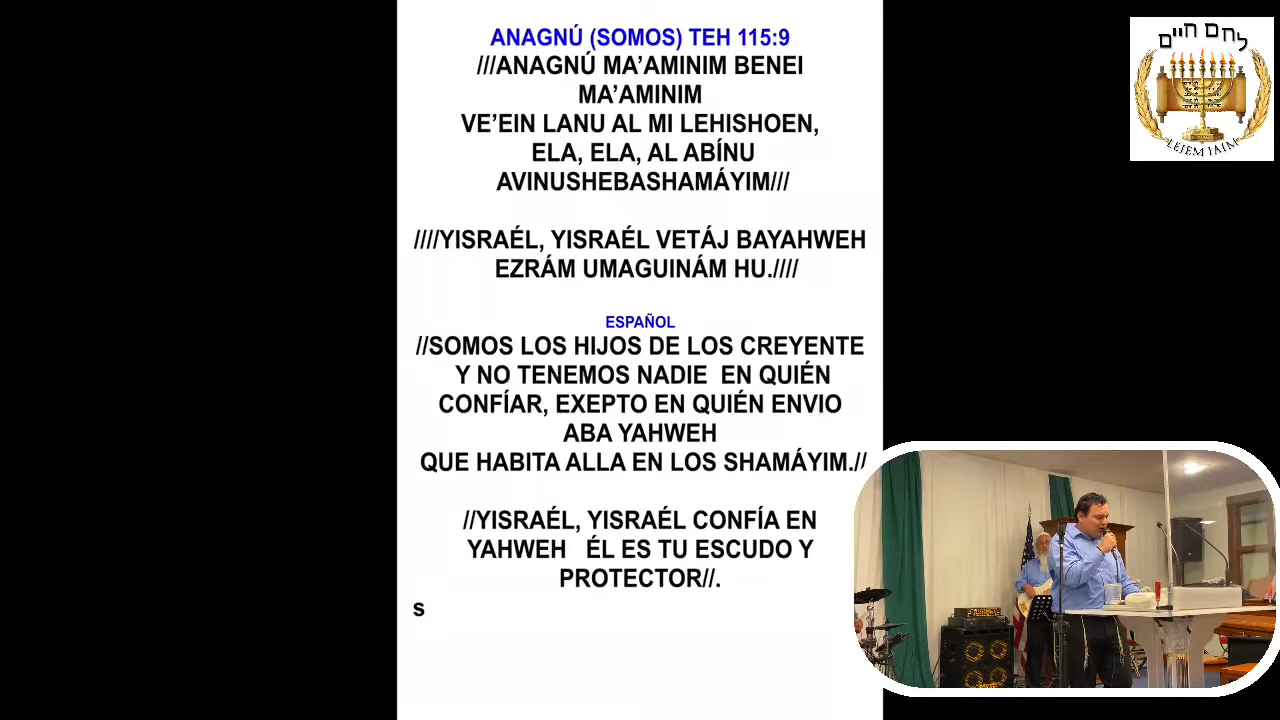 ANAGNÚ (SOMOS) TEH 115:9
///ANAGNÚ MA’AMINIM BENEI
MA’AMINIM
VE’EIN LANU AL MI LEHISHOEN,
ELA, ELA, AL ABÍNU
AVINUSHEBASHAMÁYIM///
////YISRAÉL, YISRAÉL VETÁJ BAYAHWEH
EZRÁM UMAGUINÁM HU.////
ESPAÑOL
//SOMOS LOS HIJOS DE LOS CREYENTE
Y NO TENEMOS NADIE EN QUIÉN
CONFÍAR, EXEPTO EN QUIÉN ENVIO
ABA YAHWEH
QUE HABITA ALLA EN LOS SHAMÁYIM.//
//YISRAÉL, YISRAÉL CONFÍA EN
YAHWEH ÉL ES TU ESCUDO Y
PROTECTOR//.
S
לחם חיים
LEJEM JAIM